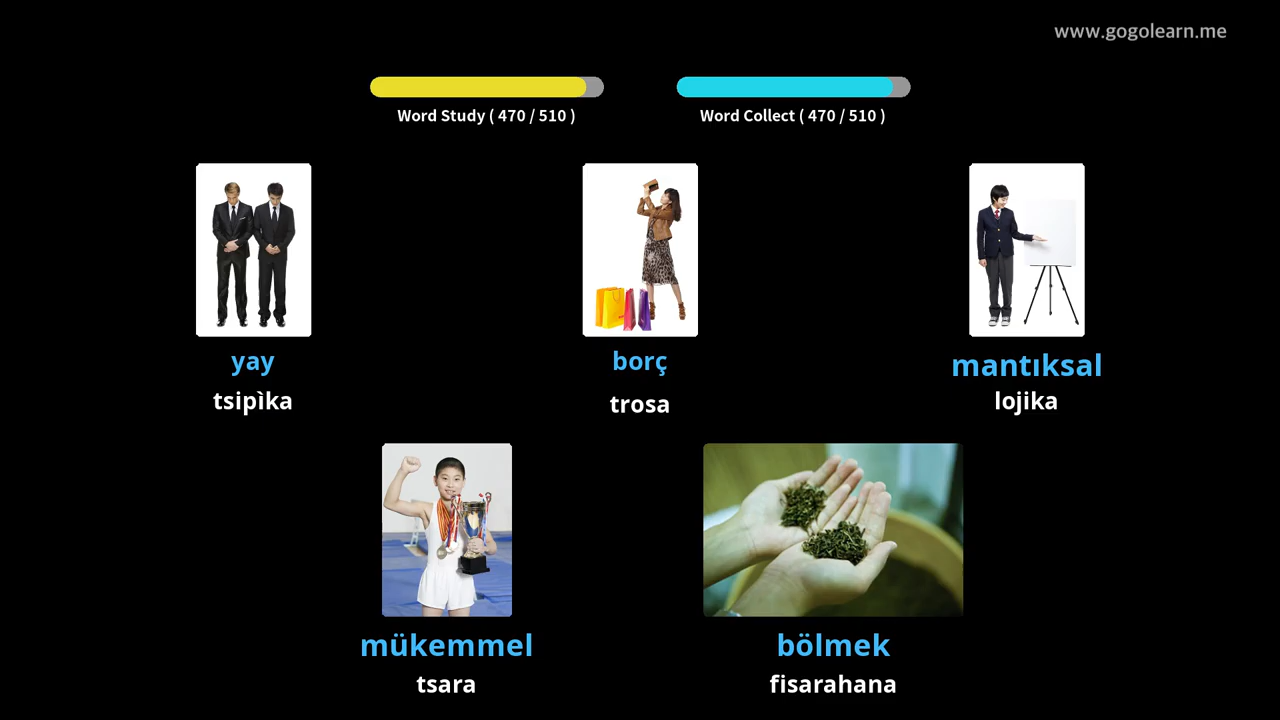 www.gogolearn.me
Word Study ( 470 / 510 )
Word Collect ( 470 / 510 )
yay
tsipìka
borç
trosa
mantıksal
lojika
mükemmel
tsara
bölmek
fisarahana